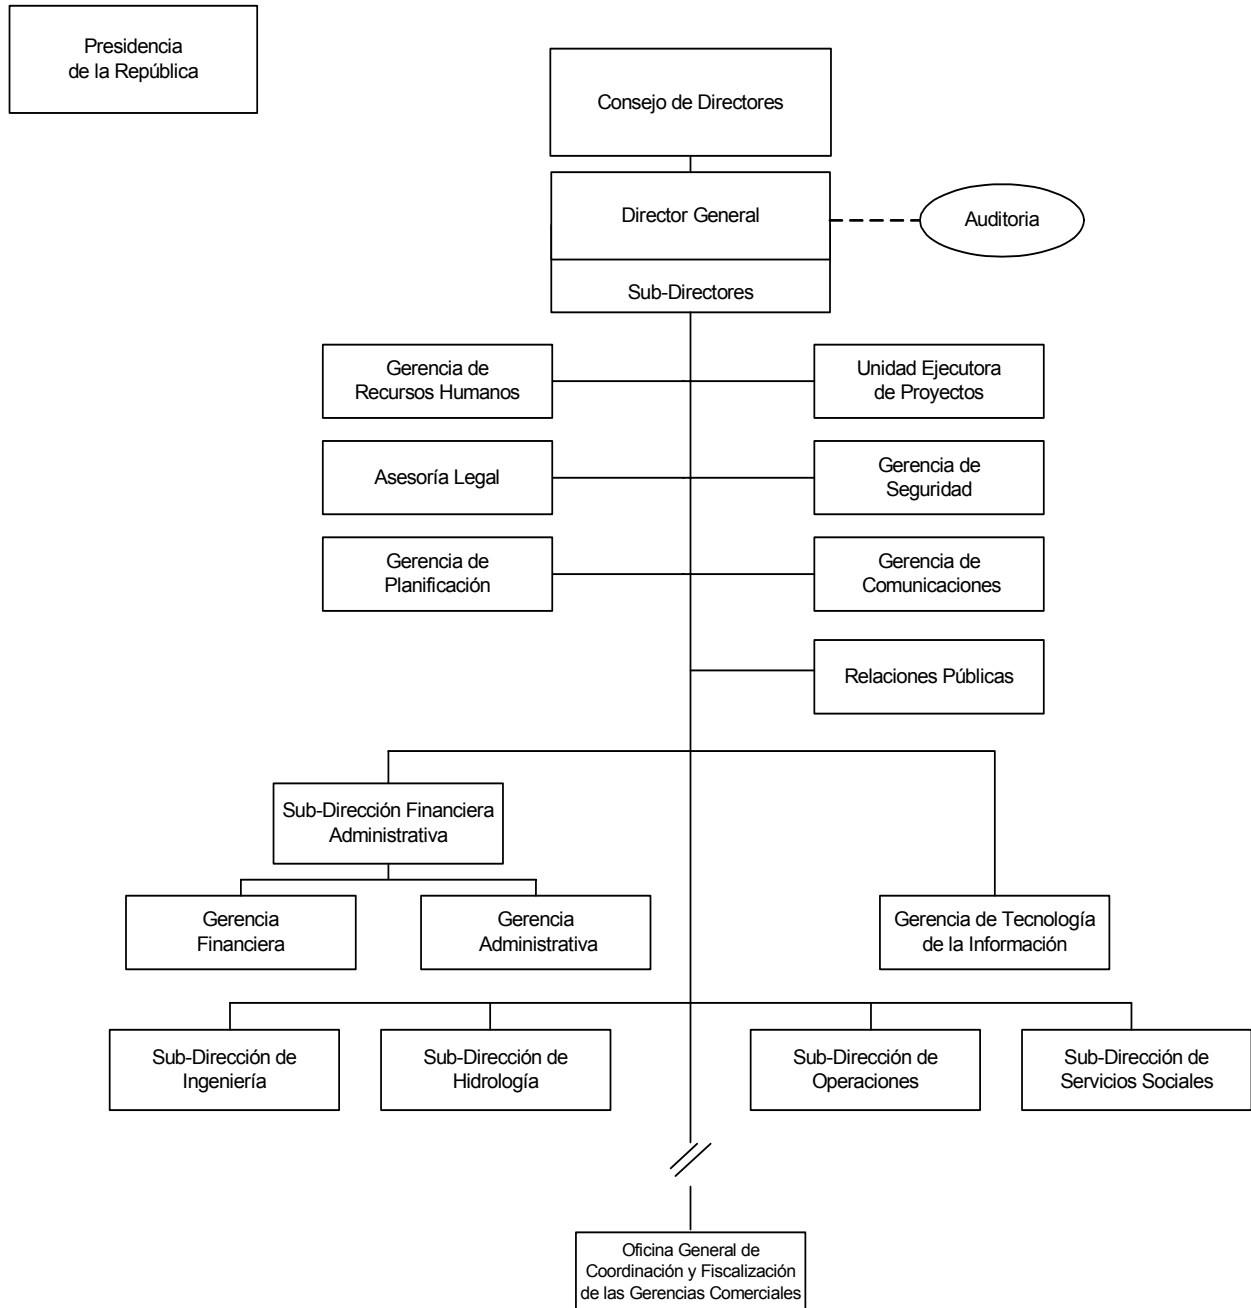 Presidencia
de la República
Consejo de Directores
Director General
Auditoria
Sub-Directores
Gerencia de
Recursos Humanos
Unidad Ejecutora
de Proyectos
Asesoría Legal
Gerencia de
Seguridad
Gerencia de
Planificación
Gerencia de
Comunicaciones
Relaciones Públicas
Sub-Dirección Financiera
Administrativa
Gerencia
Financiera
Gerencia
Administrativa
Gerencia de Tecnología
de la Información
Sub-Dirección de
Ingeniería
Sub-Dirección de
Hidrología
Sub-Dirección de
Operaciones
Sub-Dirección de
Servicios Sociales
Oficina General de
Coordinación y Fiscalización
de las Gerencias Comerciales